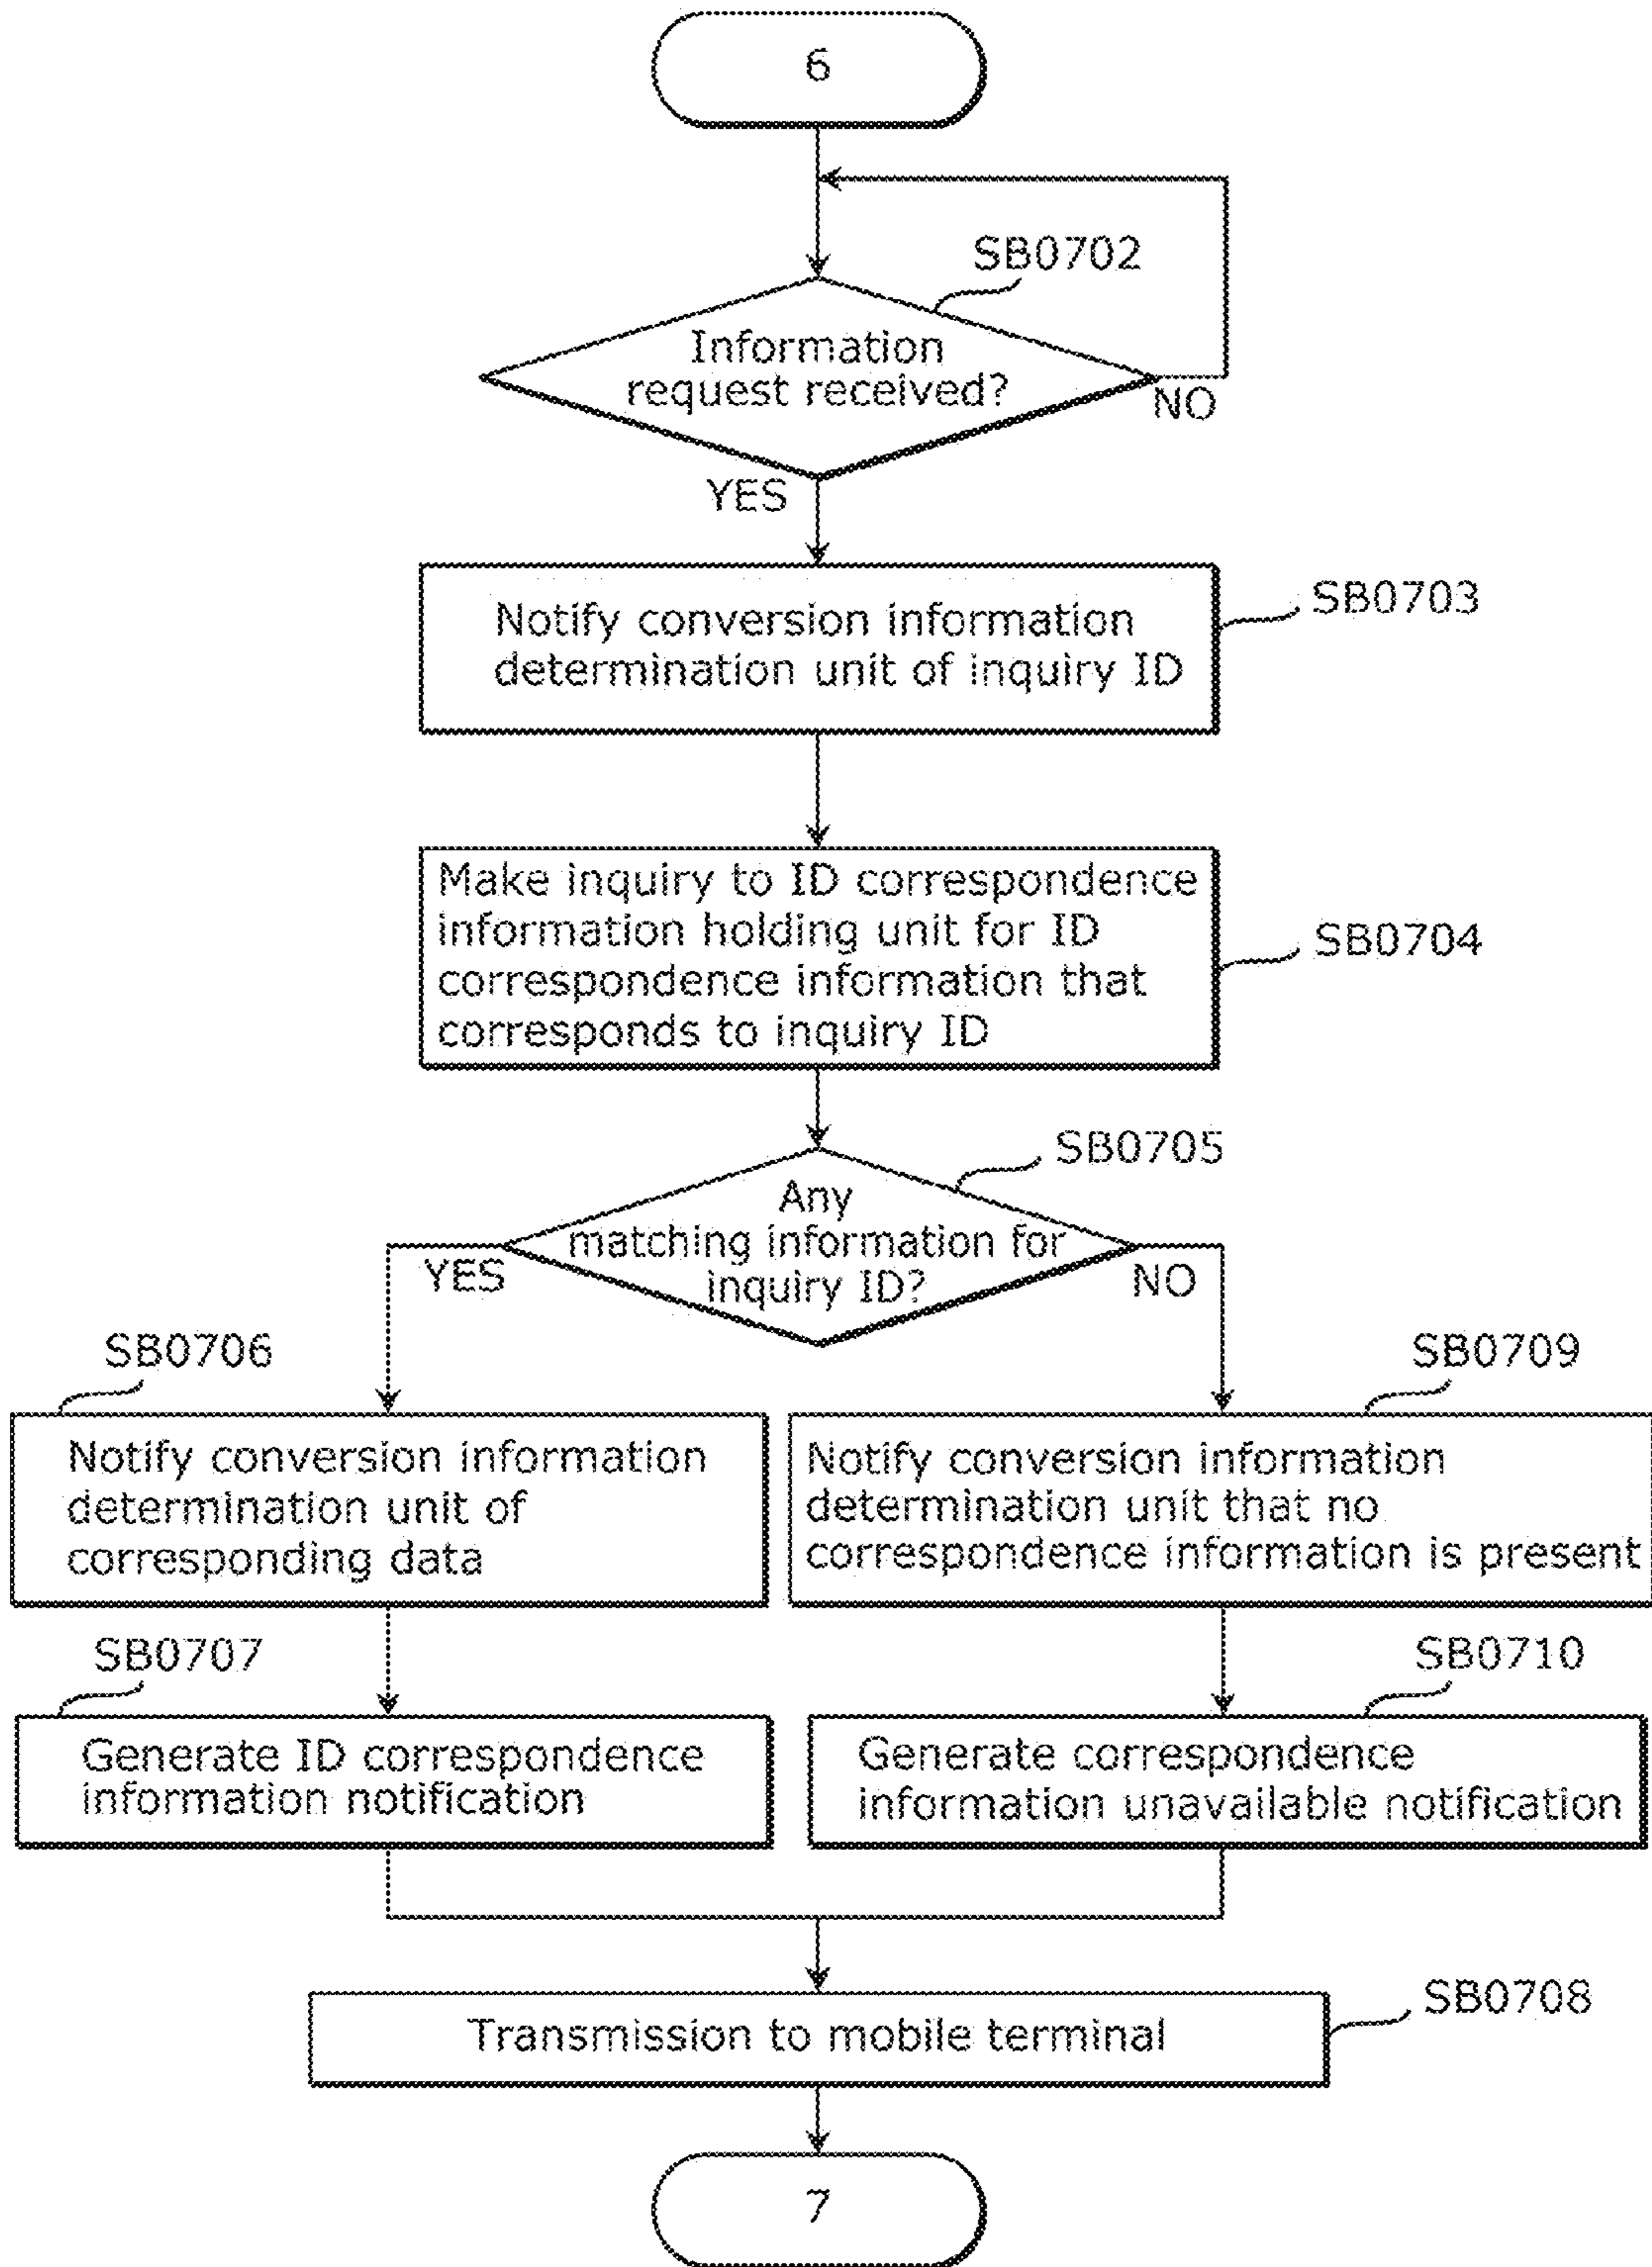 6
SB0702
Information
request received?
NO
YES
SB0703
Notify conversion information
determination unit of inquiry ID
SB0704
Make inquiry to ID correspondence
information holding unit for ID
correspondence information that
corresponds to inquiry ID
SB0705
Any
matching information for
inquiry ID?
YES
NO
SB0706
Notify conversion information
determination unit of
corresponding data
SB0709
Notify conversion information
determination unit that no
correspondence information is present
SB0707
Generate ID correspondence
information notification
SB0710
Generate correspondence
information unavailable notification
SB0708
Transmission to mobile terminal
7